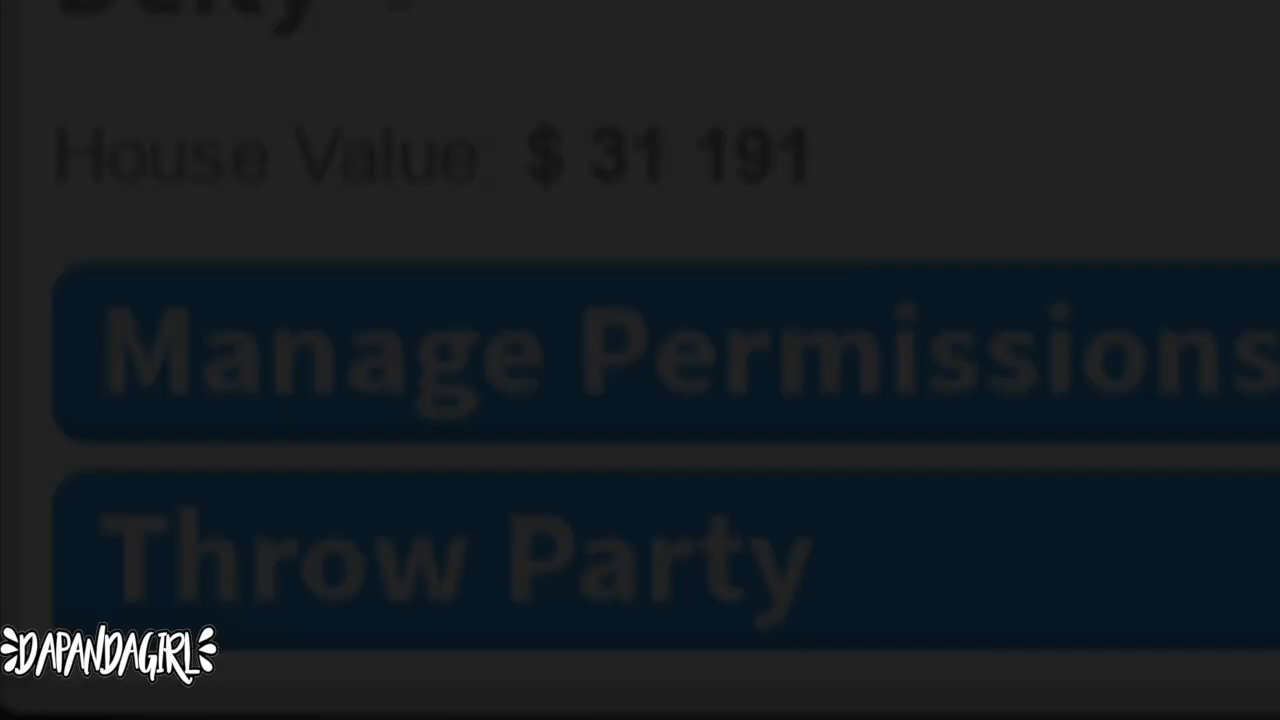 House Value: $ 31 191
Manage Permissions
Throw Party
DAPANDAGIRL